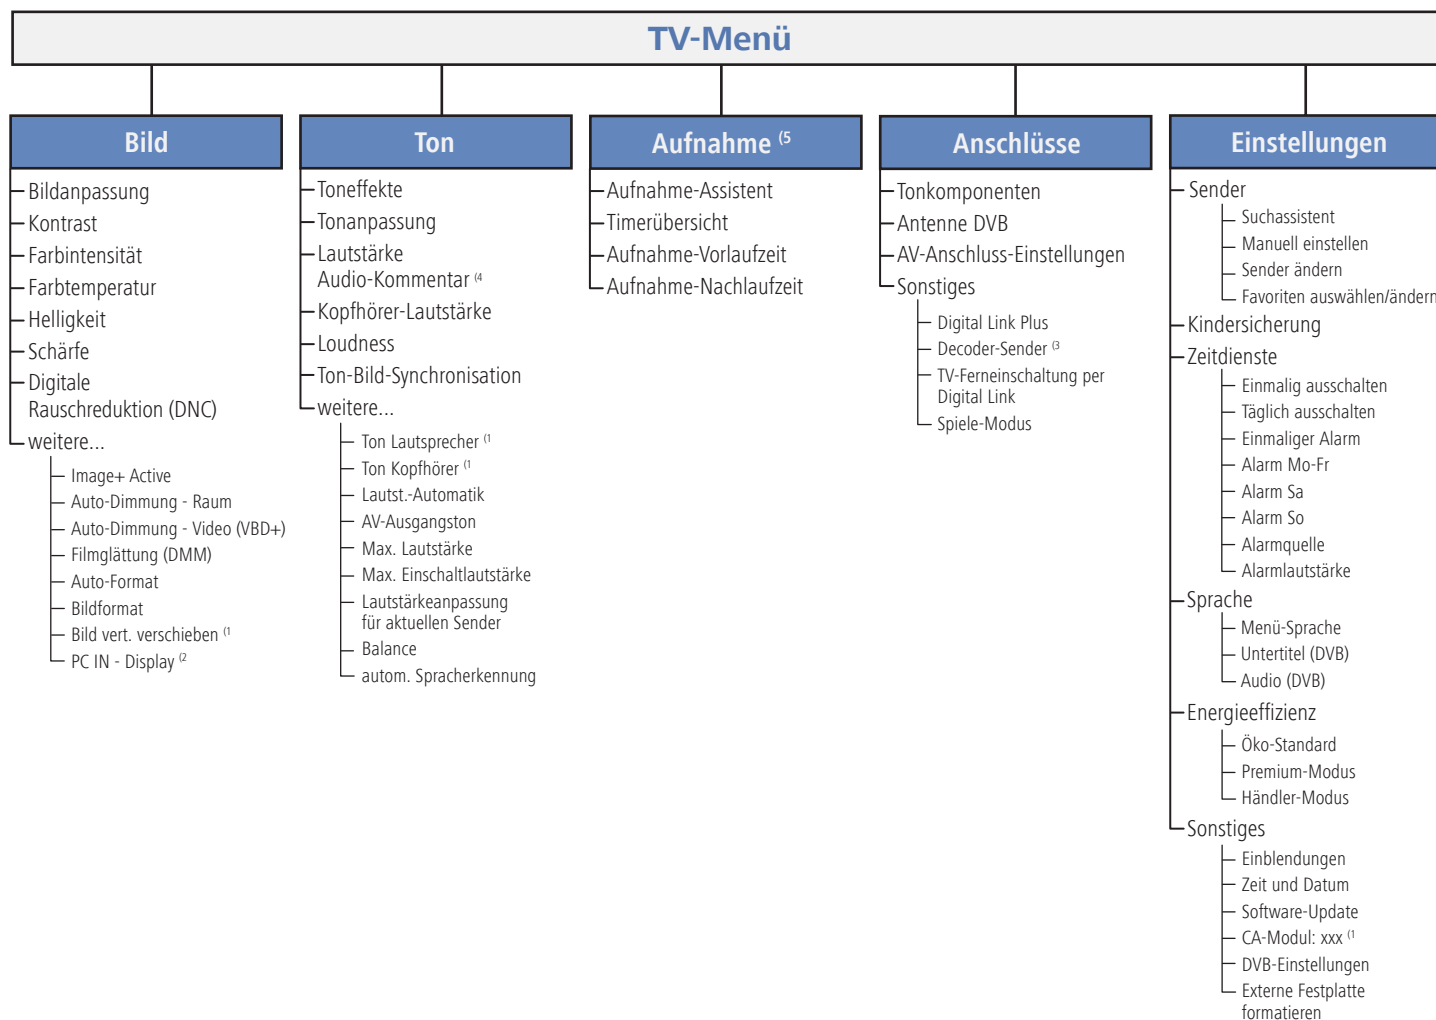 TV-Menü
Bild
Bildanpassung
Kontrast
Farbintensität
Farbtemperatur
Helligkeit
Schärfe
Digitale
Rauschreduktion (DNC)
weitere...
Image+ Active
Auto-Dimmung - Raum
Auto-Dimmung - Video (VBD+)
Filmglättung (DMM)
Auto-Format
Bildformat
Bild vert. verschieben (1
PC IN - Display (2
Ton
Toneffekte
Tonanpassung
Lautstärke
Audio-Kommentar (4
Kopfhörer-Lautstärke
Loudness
Ton-Bild-Synchronisation
weitere...
Ton Lautsprecher (1
Ton Kopfhörer (1
Lautst.-Automatik
AV-Ausgangston
Max. Lautstärke
Max. Einschaltlautstärke
Lautstärkeanpassung
für aktuellen Sender
Balance
autom. Spracherkennung
Aufnahme (5
Aufnahme-Assistent
Timerübersicht
Aufnahme-Vorlaufzeit
Aufnahme-Nachlaufzeit
Anschlüsse
Tonkomponenten
Antenne DVB
AV-Anschluss-Einstellungen
Sonstiges
Digital Link Plus
Decoder-Sender (3
TV-Ferneinschaltung per
Digital Link
Spiele-Modus
Einstellungen
Sender
Suchassistent
Manuell einstellen
Sender ändern
Favoriten auswählen/ändern
Kindersicherung
Zeitdienste
Einmalig ausschalten
Täglich ausschalten
Einmaliger Alarm
Alarm Mo-Fr
Alarm Sa
Alarm So
Alarmquelle
Alarmlautstärke
Sprache
Menü-Sprache
Untertitel (DVB)
Audio (DVB)
Energieeffizienz
Öko-Standard
Premium-Modus
Händler-Modus
Sonstiges
Einblendungen
Zeit und Datum
Software-Update
CA-Modul: xxx (1
DVB-Einstellungen
Externe Festplatte
formatieren